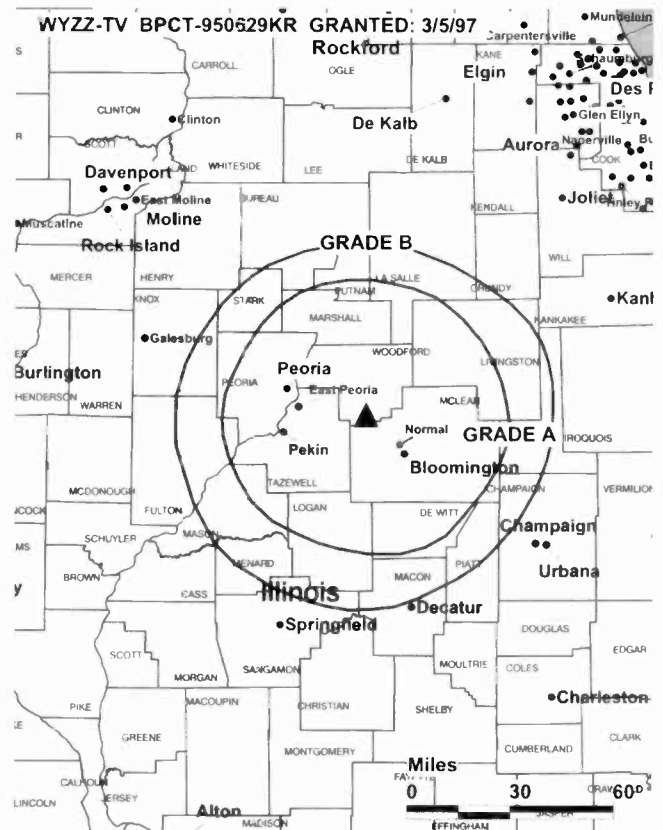 WYZZ-TV BPCT-950629KR GRANTED: 3/5/97
Mundelein
Carpentersville
Rockford
KANE
CARROLL
OGLE
Elgin
Des
CLINTON
Clinton
De Kalb
Glen Ellyn
SCOTT
Aurora
Naperville
COOK
WHITESIDE
LEE
DE KALB
Davenport
East Moline
BUREAU
KENDALL
Joliet
Moline
Muscatine
Rock Island
GRADE B
WILL
MERCER
HENRY
LA SALLE
GRUNDY
KNOX
STARK
PUTNAM
MARSHALL
KANKAKEE
Galesburg
WOODFORD
LIVINGSTON
Burlington
Peoria
PEORIA
East Peoria
HENDERSON
WARREN
MCLEAN
Normal
GRADE A
IROQUOIS
Pekin
Bloomington
TAZEWELL
MCDONOUGH
CHAMPAIGN
VERMILION
FULTON
LOGAN
DE WITT
Champaign
SCHUYLER
MASON
Urbana
BROWN
MENARD
PIATT
MACON
CASS
Illinois
Decatur
Springfield
DOUGLAS
SCOTT
EDGAR
MORGAN
SANGAMON
MOULTRIE
COLES
PIKE
MACOUPIN
CHRISTIAN
SHELBY
Charleston
GREENE
CLARK
MONTGOMERY
CUMBERLAND
Miles
CALHOUN
JERSEY
LINCOLN
0 30 60
Alton
MADISON
EFFINGHAM
JASPER